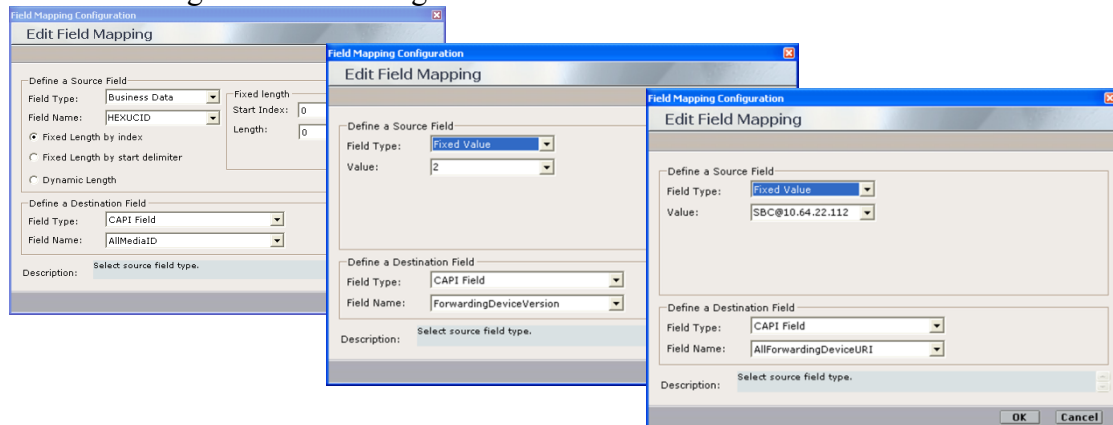 Field Mapping Configuration
Edit Field Mapping
Define a Source Field
Field Type: Business Data
Field Name: HEXUCID
Fixed Length by index
Fixed Length by start delimiter
Dynamic Length
Fixed length
Start Index: 0
Length: 0
Define a Destination Field
Field Type: CAPI Field
Field Name: AllMediaID
Description: Select source field type.
Field Mapping Configuration
Edit Field Mapping
Define a Source Field
Field Type: Fixed Value
Value: 2
Define a Destination Field
Field Type: CAPI Field
Field Name: ForwardingDeviceVersion
Description: Select source field type.
Field Mapping Configuration
Edit Field Mapping
Define a Source Field
Field Type: Fixed Value
Value: SBC@10.64.22.112
Define a Destination Field
Field Type: CAPI Field
Field Name: AllForwardingDeviceURI
Description: Select source field type.
OK Cancel